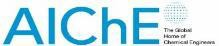 AIChE
The Global
Home of
Chemical Engineers